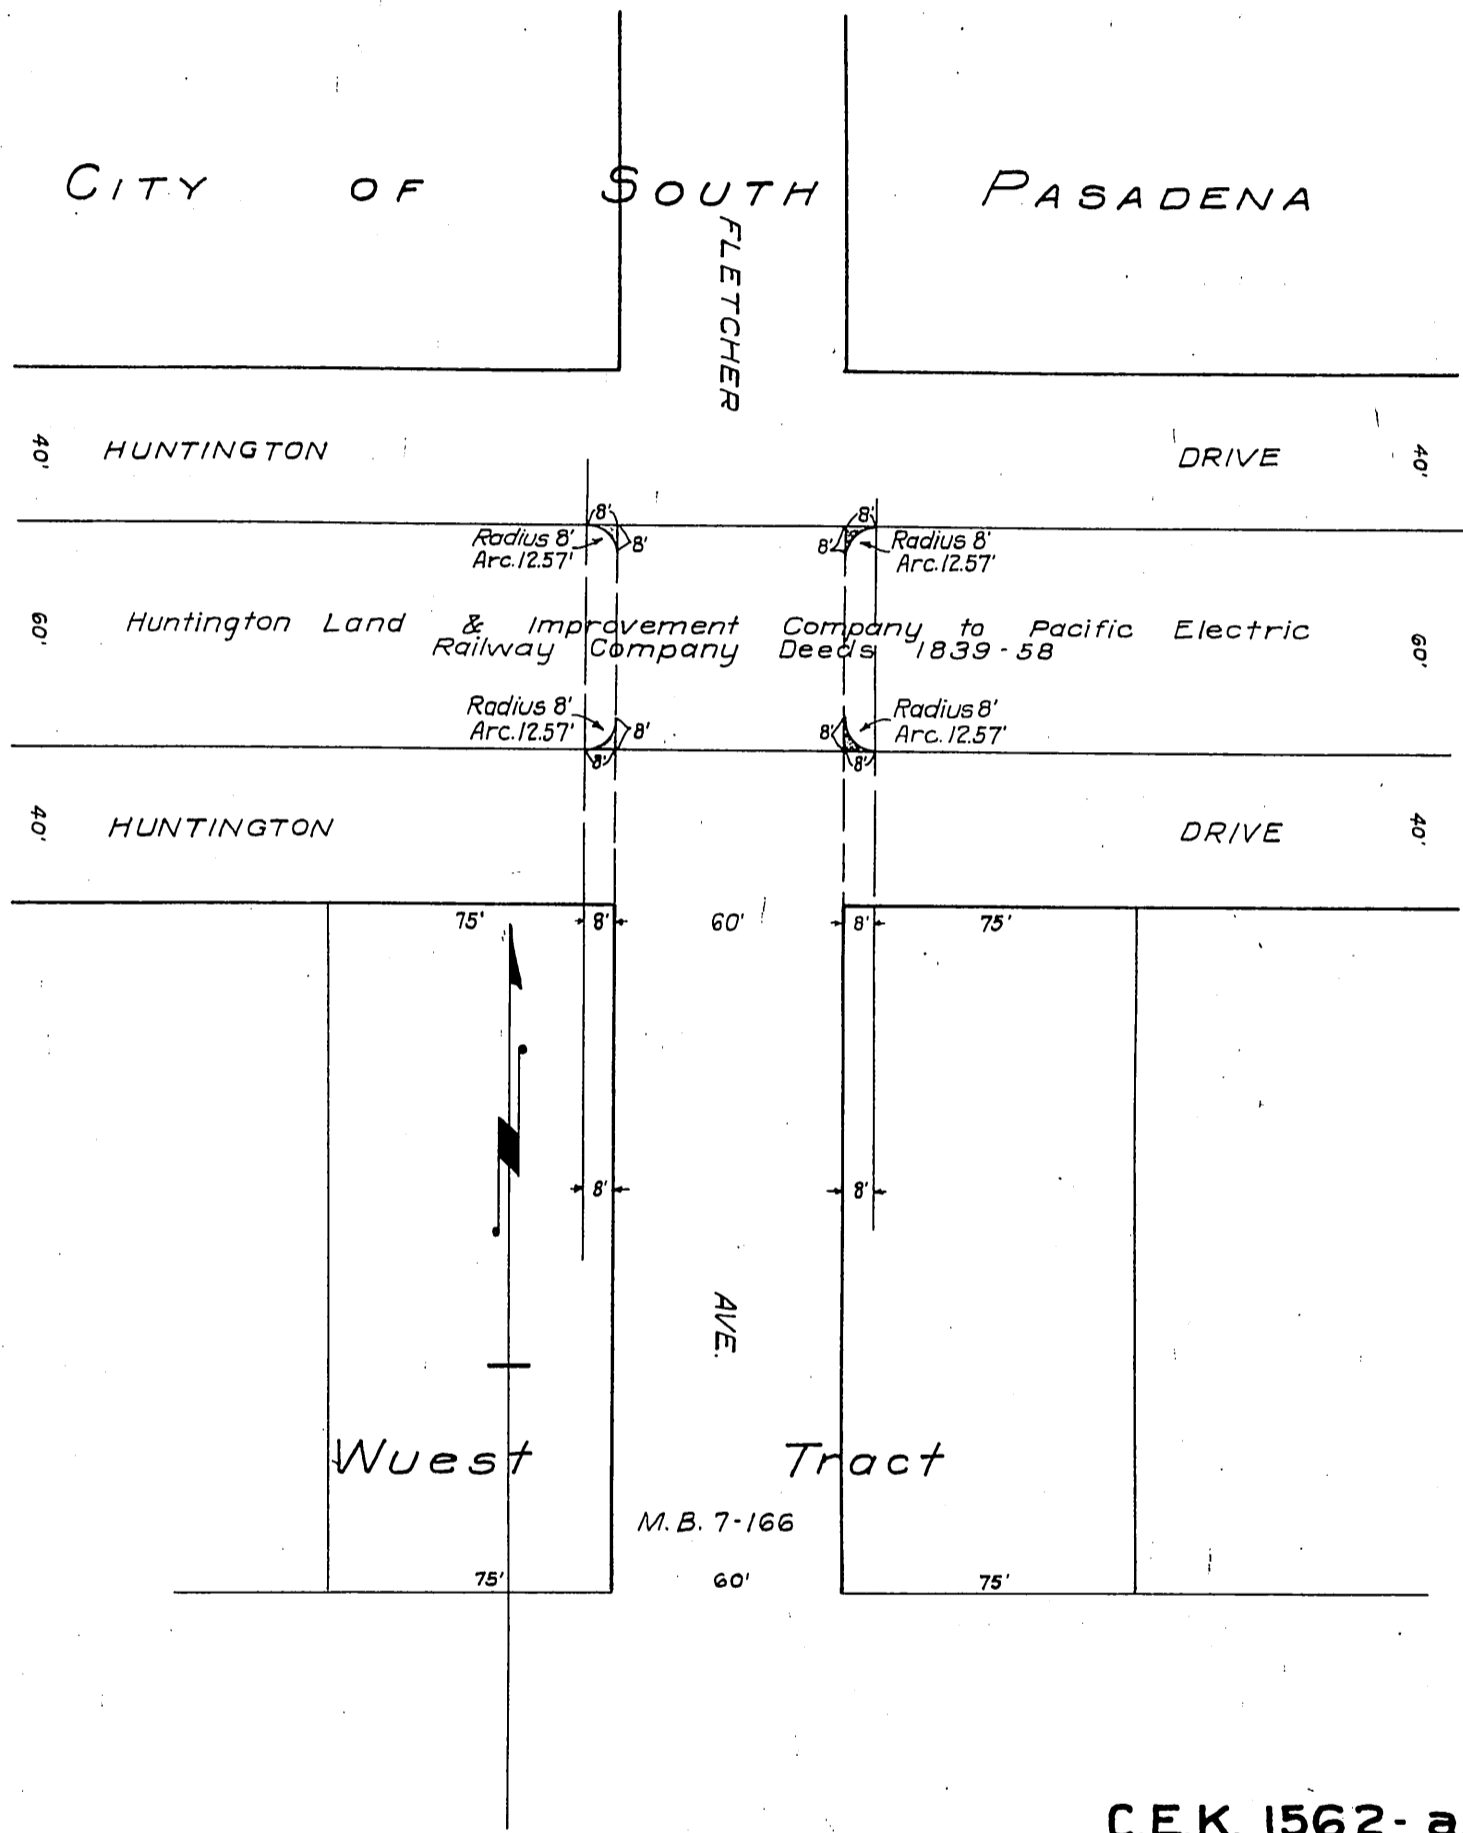 CITY OF SOUTH PASADENA
FLETCHER
40' HUNTINGTON DRIVE 40'
8' 8'
Radius 8' 8' 8' Radius 8'
Arc. 12.57' Arc. 12.57'
60' Huntington Land & Improvement Company to Pacific Electric 60'
Railway Company Deeds 1839-58
Radius 8' 8' 8' Radius 8'
Arc. 12.57' Arc. 12.57'
8' 8'
40' HUNTINGTON DRIVE 40'
75' 8' 60' 8' 75'
N
8' 8'
AVE.
Wuest Tract
M. B. 7-166
75' 60' 75'
C.E.K. 1562-a